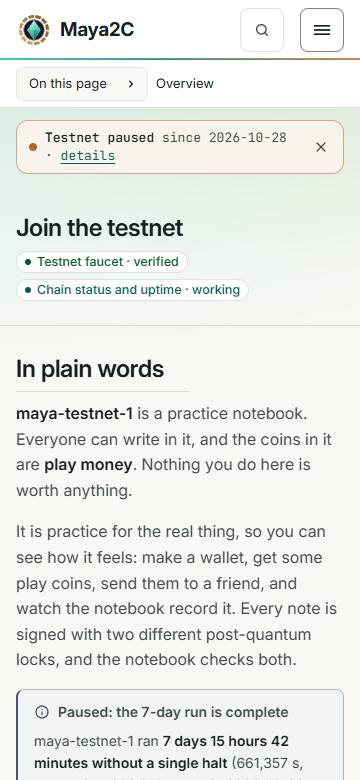 Maya2C
On this page
Overview
Testnet paused since 2026-10-28
· details
Join the testnet
Testnet faucet · verified
Chain status and uptime · working
In plain words
maya-testnet-1 is a practice notebook.
Everyone can write in it, and the coins in it
are play money. Nothing you do here is
worth anything.
It is practice for the real thing, so you can
see how it feels: make a wallet, get some
play coins, send them to a friend, and
watch the notebook record it. Every note is
signed with two different post-quantum
locks, and the notebook checks both.
Paused: the 7-day run is complete
maya-testnet-1 ran 7 days 15 hours 42
minutes without a single halt (661,357 s,